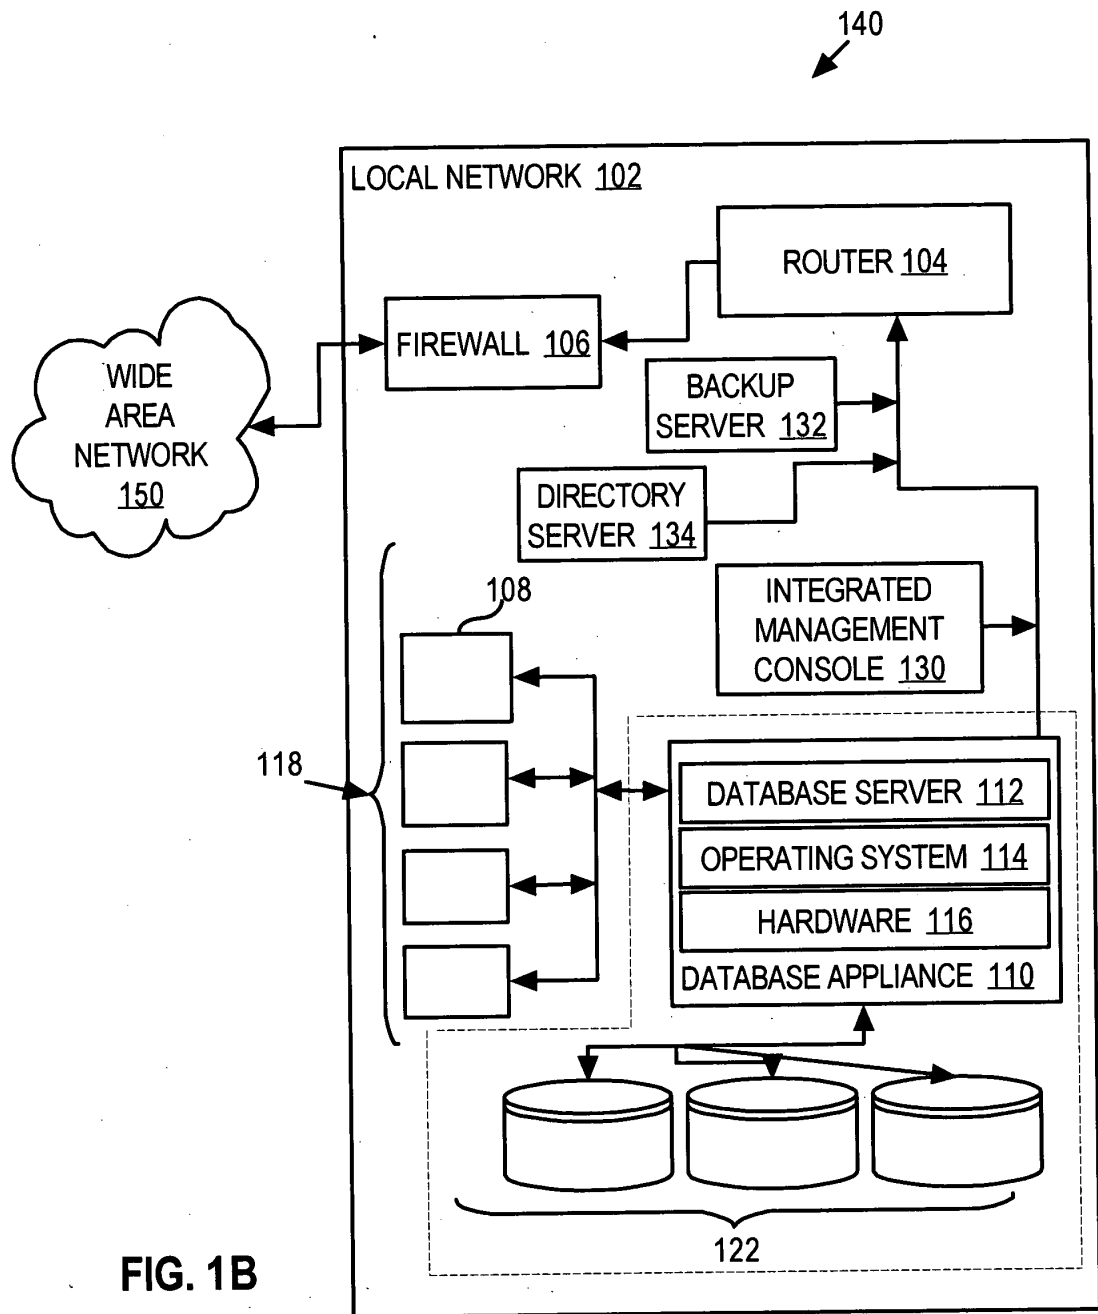 140
LOCAL NETWORK 102
ROUTER 104
FIREWALL 106
WIDE
AREA
NETWORK
150
BACKUP
SERVER 132
DIRECTORY
SERVER 134
108
INTEGRATED
MANAGEMENT
CONSOLE 130
118
DATABASE SERVER 112
OPERATING SYSTEM 114
HARDWARE 116
DATABASE APPLIANCE 110
122
FIG. 1B